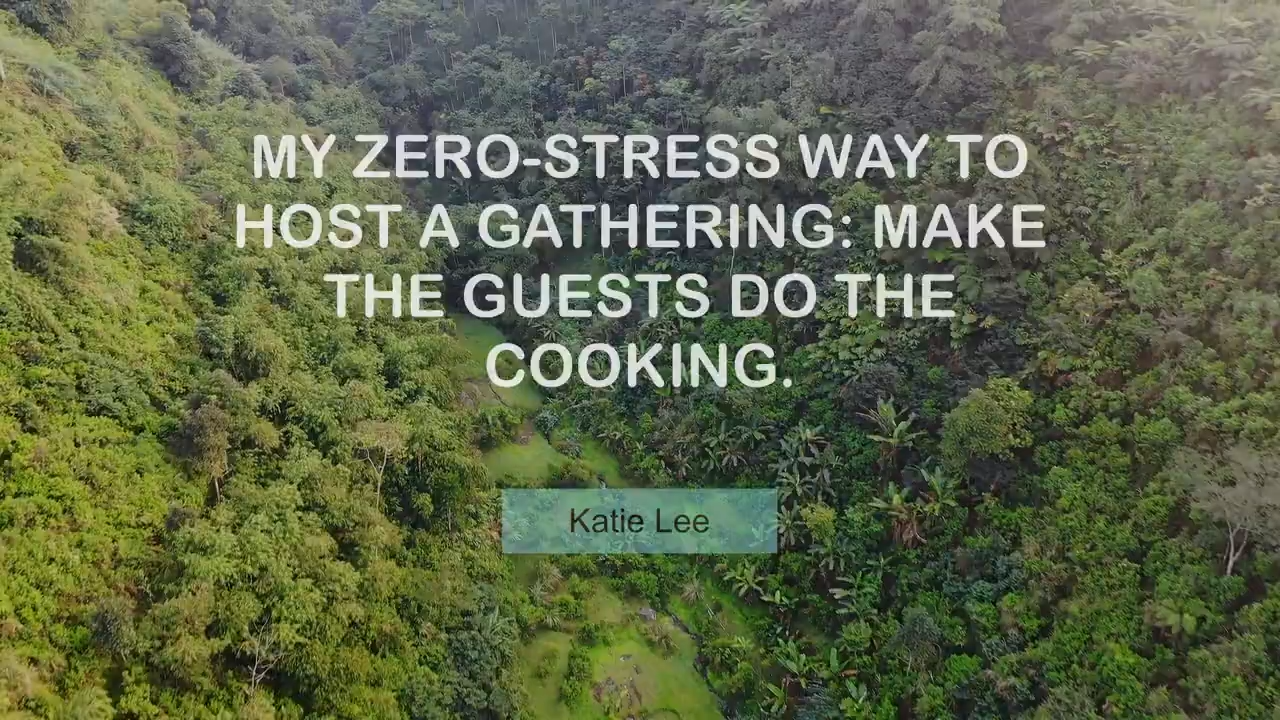 MY ZERO-STRESS WAY TO
HOST A GATHERING: MAKE
THE GUESTS DO THE
COOKING.
Katie Lee